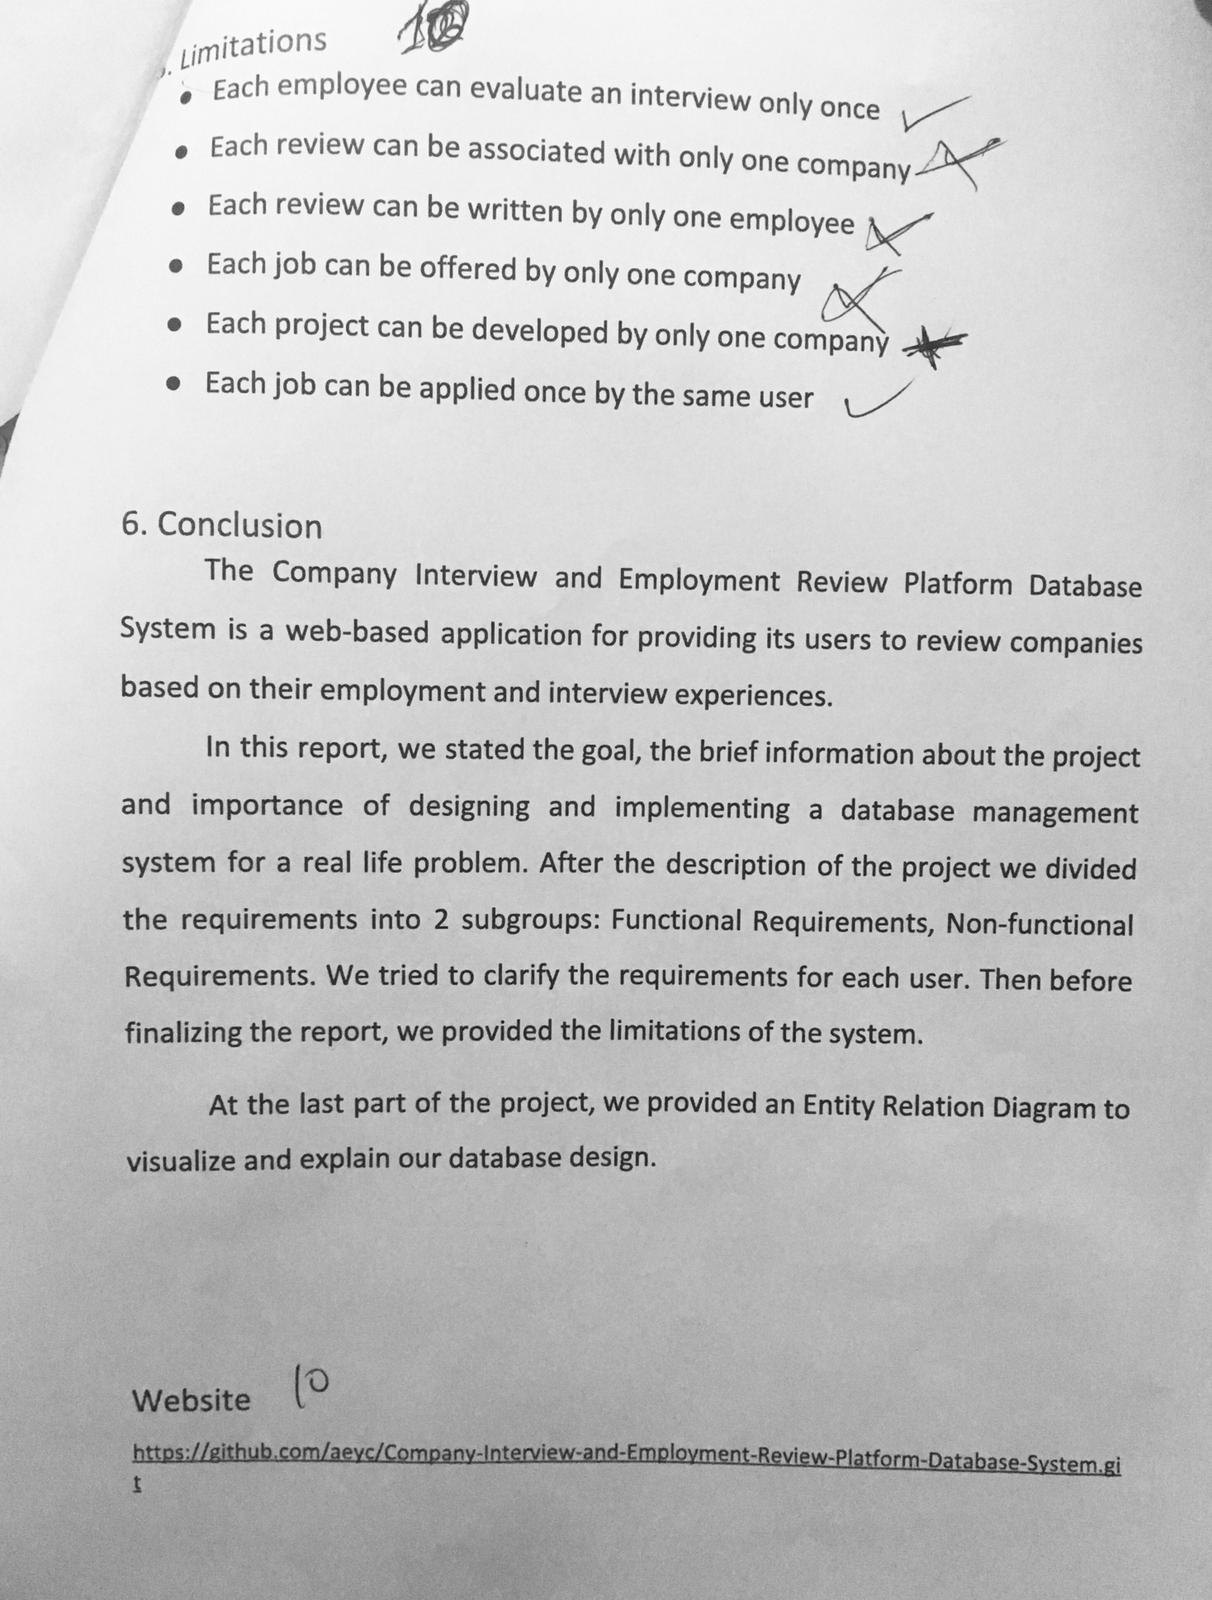 . Limitations
• Each employee can evaluate an interview only once
• Each review can be associated with only one company
• Each review can be written by only one employee
• Each job can be offered by only one company
• Each project can be developed by only one company
• Each job can be applied once by the same user
6. Conclusion
The Company Interview and Employment Review Platform Database
System is a web-based application for providing its users to review companies
based on their employment and interview experiences.
In this report, we stated the goal, the brief information about the project
and importance of designing and implementing a database management
system for a real life problem. After the description of the project we divided
the requirements into 2 subgroups: Functional Requirements, Non-functional
Requirements. We tried to clarify the requirements for each user. Then before
finalizing the report, we provided the limitations of the system.
At the last part of the project, we provided an Entity Relation Diagram to
visualize and explain our database design.
Website 10
https://github.com/aeyc/Company-Interview-and-Employment-Review-Platform-Database-System.gi
t